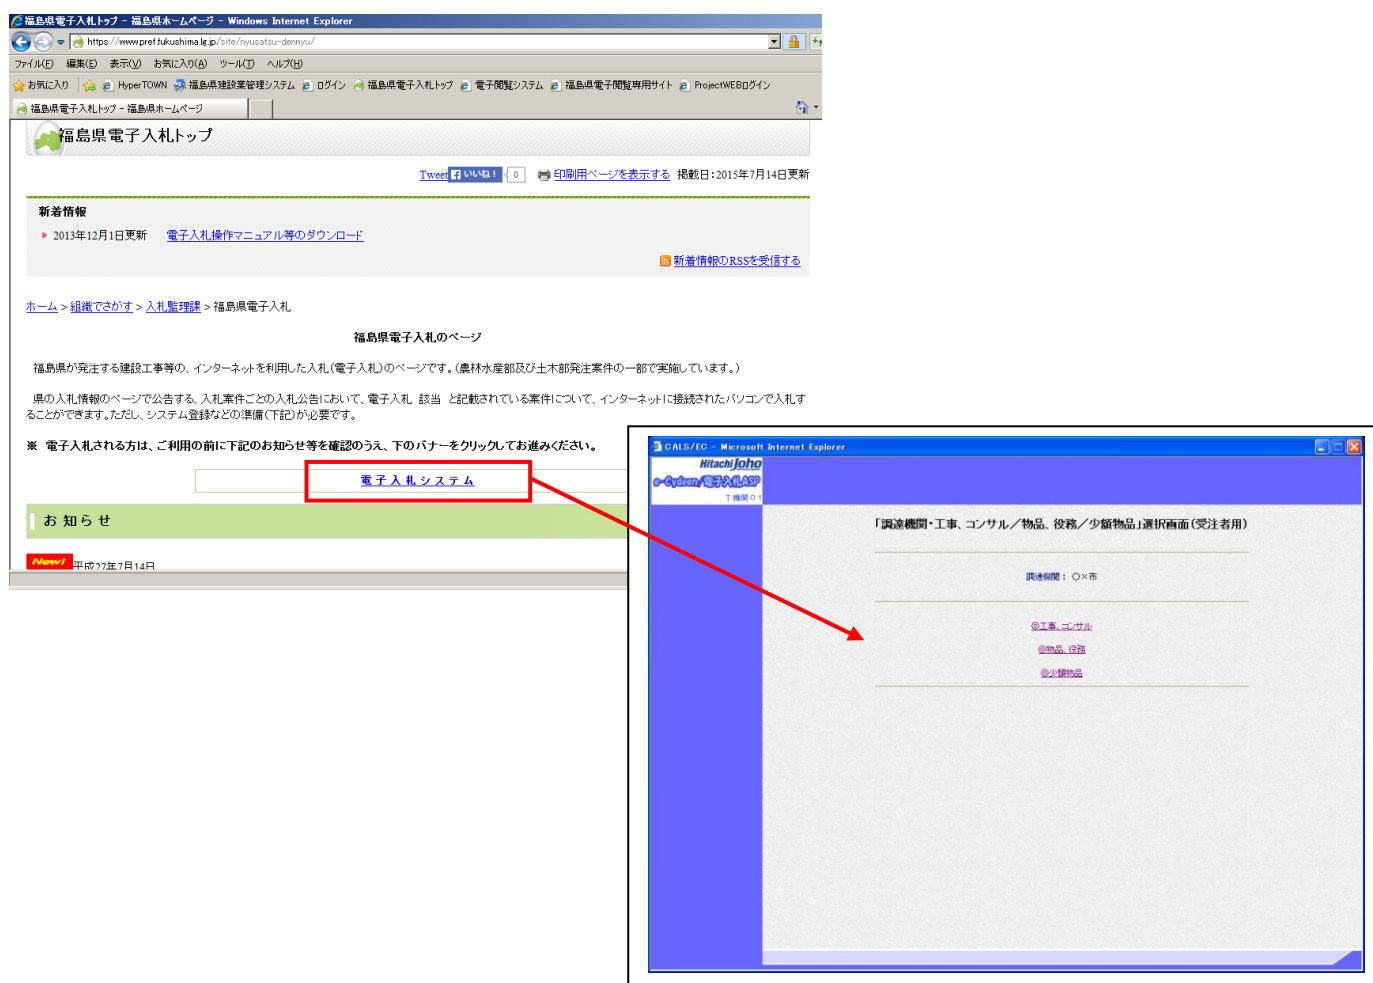 福島県電子入札トップ - 福島県ホームページ - Windows Internet Explorer
https://www.pref.fukushima.lg.jp/site/nyusatsu-dennyu/
ファイル(F) 編集(E) 表示(V) お気に入り(A) ツール(T) ヘルプ(H)
お気に入り HyperTOWN 福島県建設業管理システム ログイン 福島県電子入札トップ 電子閲覧システム 福島県電子閲覧専用サイト ProjectWEBログイン
福島県電子入札トップ - 福島県ホームページ
福島県電子入札トップ
Tweet いいね! 0 印刷用ページを表示する 掲載日:2015年7月14日更新
新着情報
2013年12月1日更新 電子入札操作マニュアル等のダウンロード
新着情報のRSSを受信する
ホーム > 組織でさがす > 入札監理課 > 福島県電子入札
福島県電子入札のページ
福島県が発注する建設工事等の、インターネットを利用した入札(電子入札)のページです。(農林水産部及び土木部発注案件の一部で実施しています。)
県の入札情報のページで公告する、入札案件ごとの入札公告において、電子入札 該当 と記載されている案件について、インターネットに接続されたパソコンで入札す
ることができます。ただし、システム登録などの準備(下記)が必要です。
※ 電子入札される方は、ご利用の前に下記のお知らせ等を確認のうえ、下のバナーをクリックしてお進みください。
電子入札システム
お知らせ
New! 平成27年7月14日
CALS/EC - Microsoft Internet Explorer
Hitachi Joho
e-Cydeen/電子入札ASP
T機関01
「調達機関・工事、コンサル／物品、役務／少額物品」選択画面(受注者用)
調達機関： 〇×市
◎工事、コンサル
◎物品、役務
◎少額物品